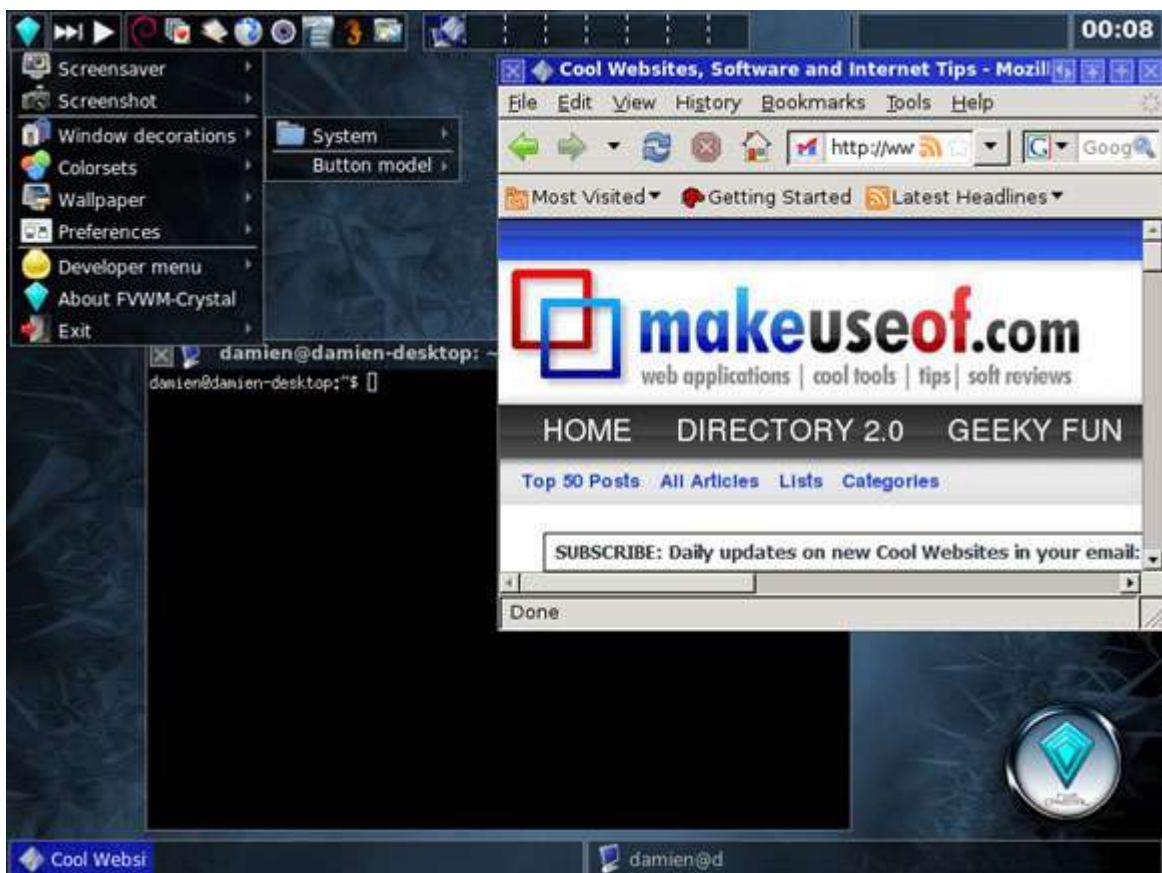 00:08
Screensaver
Screenshot
Window decorations
Colorsets
Wallpaper
Preferences
Developer menu
About FVWM-Crystal
Exit
System
Button model
Cool Websites, Software and Internet Tips - Mozill
File Edit View History Bookmarks Tools Help
http://ww
G Goog
Most Visited Getting Started Latest Headlines
makeuseof.com
web applications | cool tools | tips | soft reviews
HOME DIRECTORY 2.0 GEEKY FUN
Top 50 Posts All Articles Lists Categories
SUBSCRIBE: Daily updates on new Cool Websites in your email:
Done
damien@damien-desktop: ~
damien@damien-desktop:~$
Cool Websi
damien@d